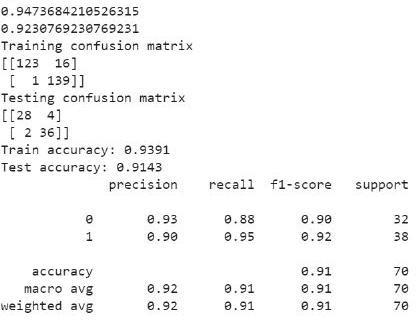 0.9473684210526315
0.9230769230769231
Training confusion matrix
[[123  16]
 [  1 139]]
Testing confusion matrix
[[28  4]
 [ 2 36]]
Train accuracy: 0.9391
Test accuracy: 0.9143
precision recall f1-score support
0 0.93 0.88 0.90 32
1 0.90 0.95 0.92 38
accuracy 0.91 70
macro avg 0.92 0.91 0.91 70
weighted avg 0.92 0.91 0.91 70